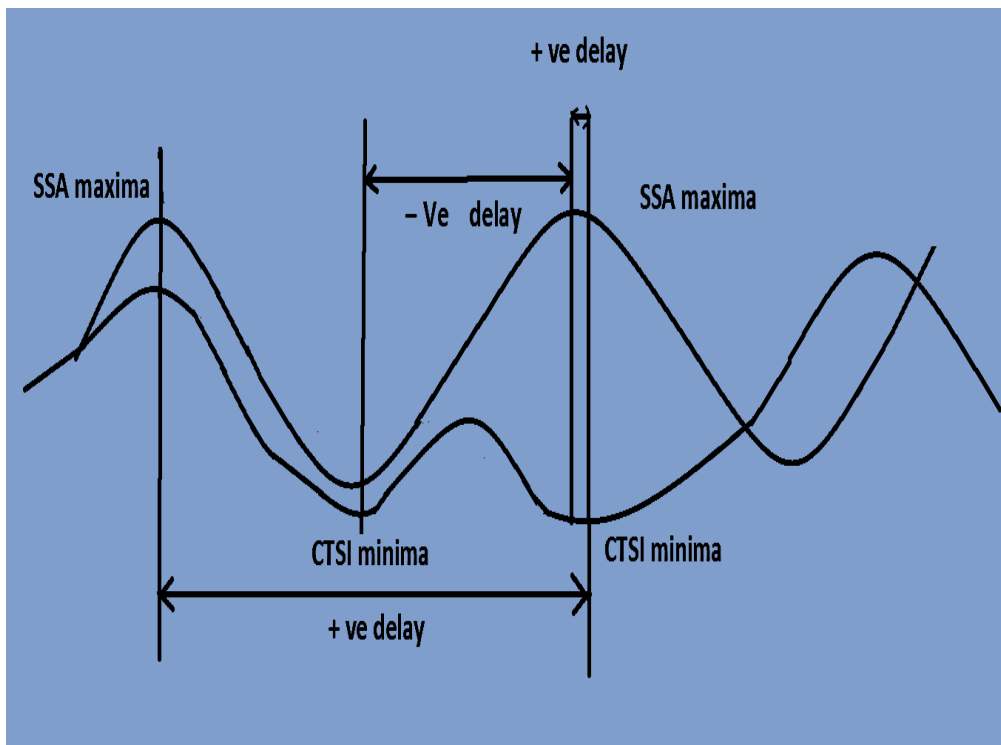 + ve delay
SSA maxima
SSA maxima
– Ve delay
CTSI minima
CTSI minima
+ ve delay